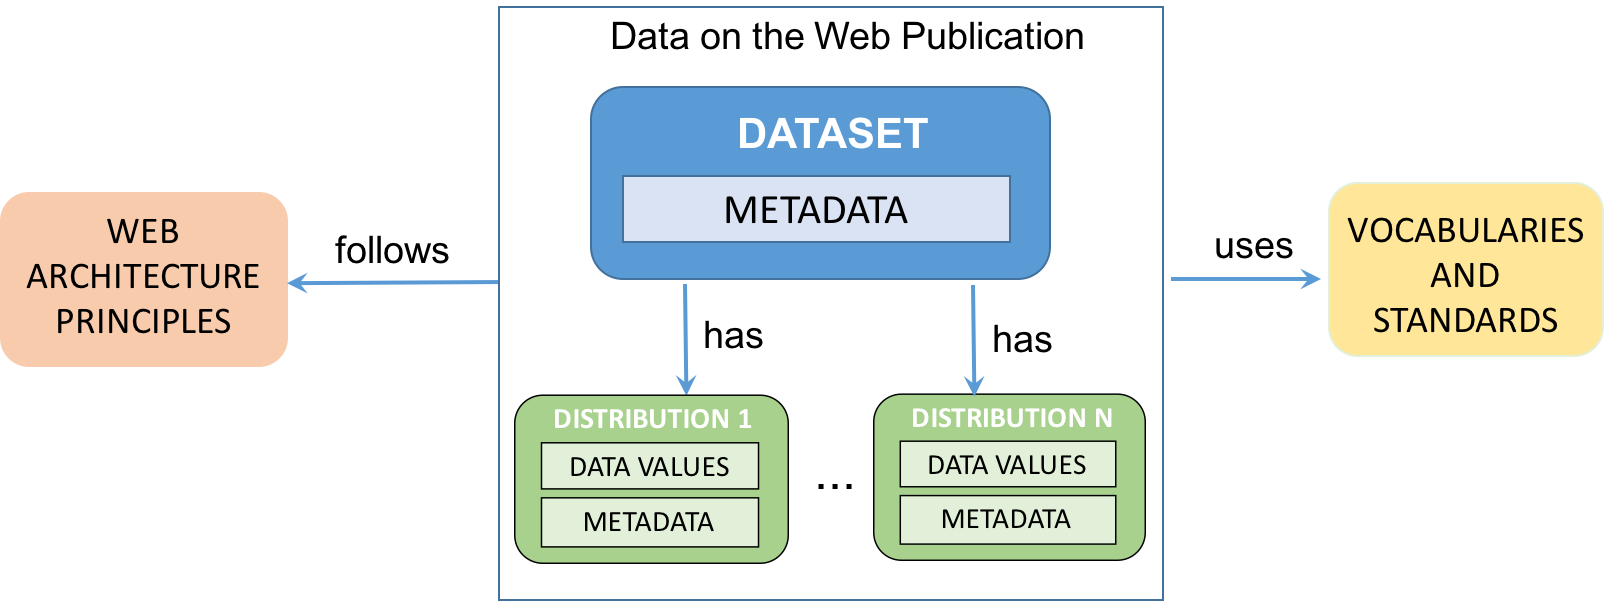 Data on the Web Publication
DATASET
METADATA
WEB
ARCHITECTURE
PRINCIPLES
follows
uses
VOCABULARIES
AND
STANDARDS
has
has
DISTRIBUTION 1
DATA VALUES
METADATA
...
DISTRIBUTION N
DATA VALUES
METADATA